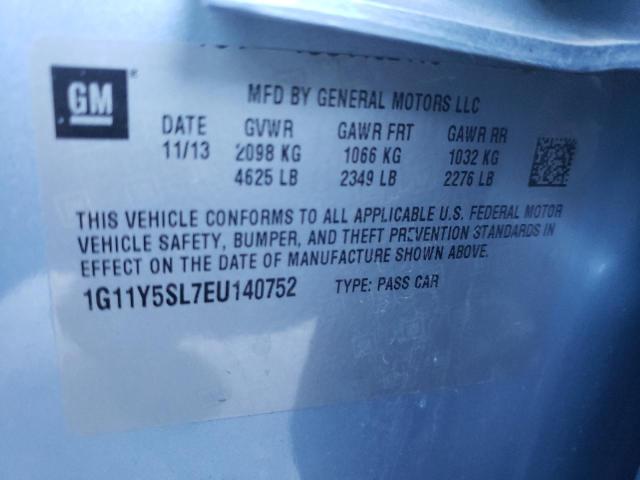 GM
MFD BY GENERAL MOTORS LLC
DATE GVWR GAWR FRT GAWR RR
11/13 2098 KG 1066 KG 1032 KG
4625 LB 2349 LB 2276 LB
THIS VEHICLE CONFORMS TO ALL APPLICABLE U.S. FEDERAL MOTOR
VEHICLE SAFETY, BUMPER, AND THEFT PREVENTION STANDARDS IN
EFFECT ON THE DATE OF MANUFACTURE SHOWN ABOVE.
1G11Y5SL7EU140752 TYPE: PASS CAR